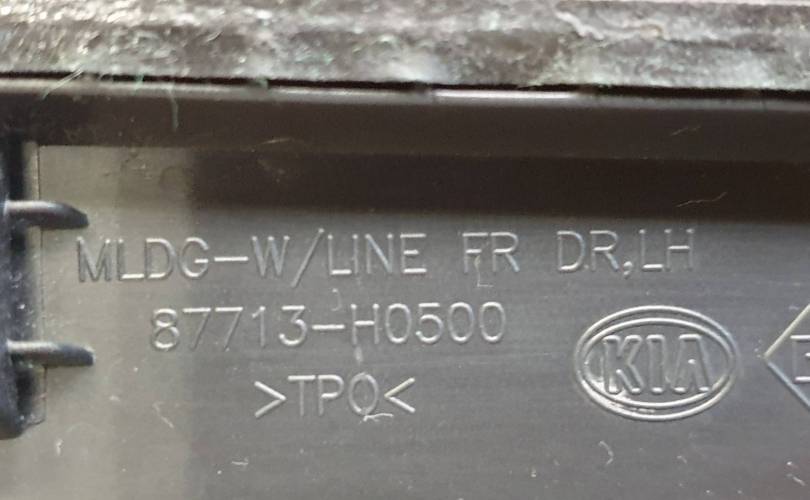 MLDG-W/LINE FR DR,LH
87713-H0500
>TPO<
KIA